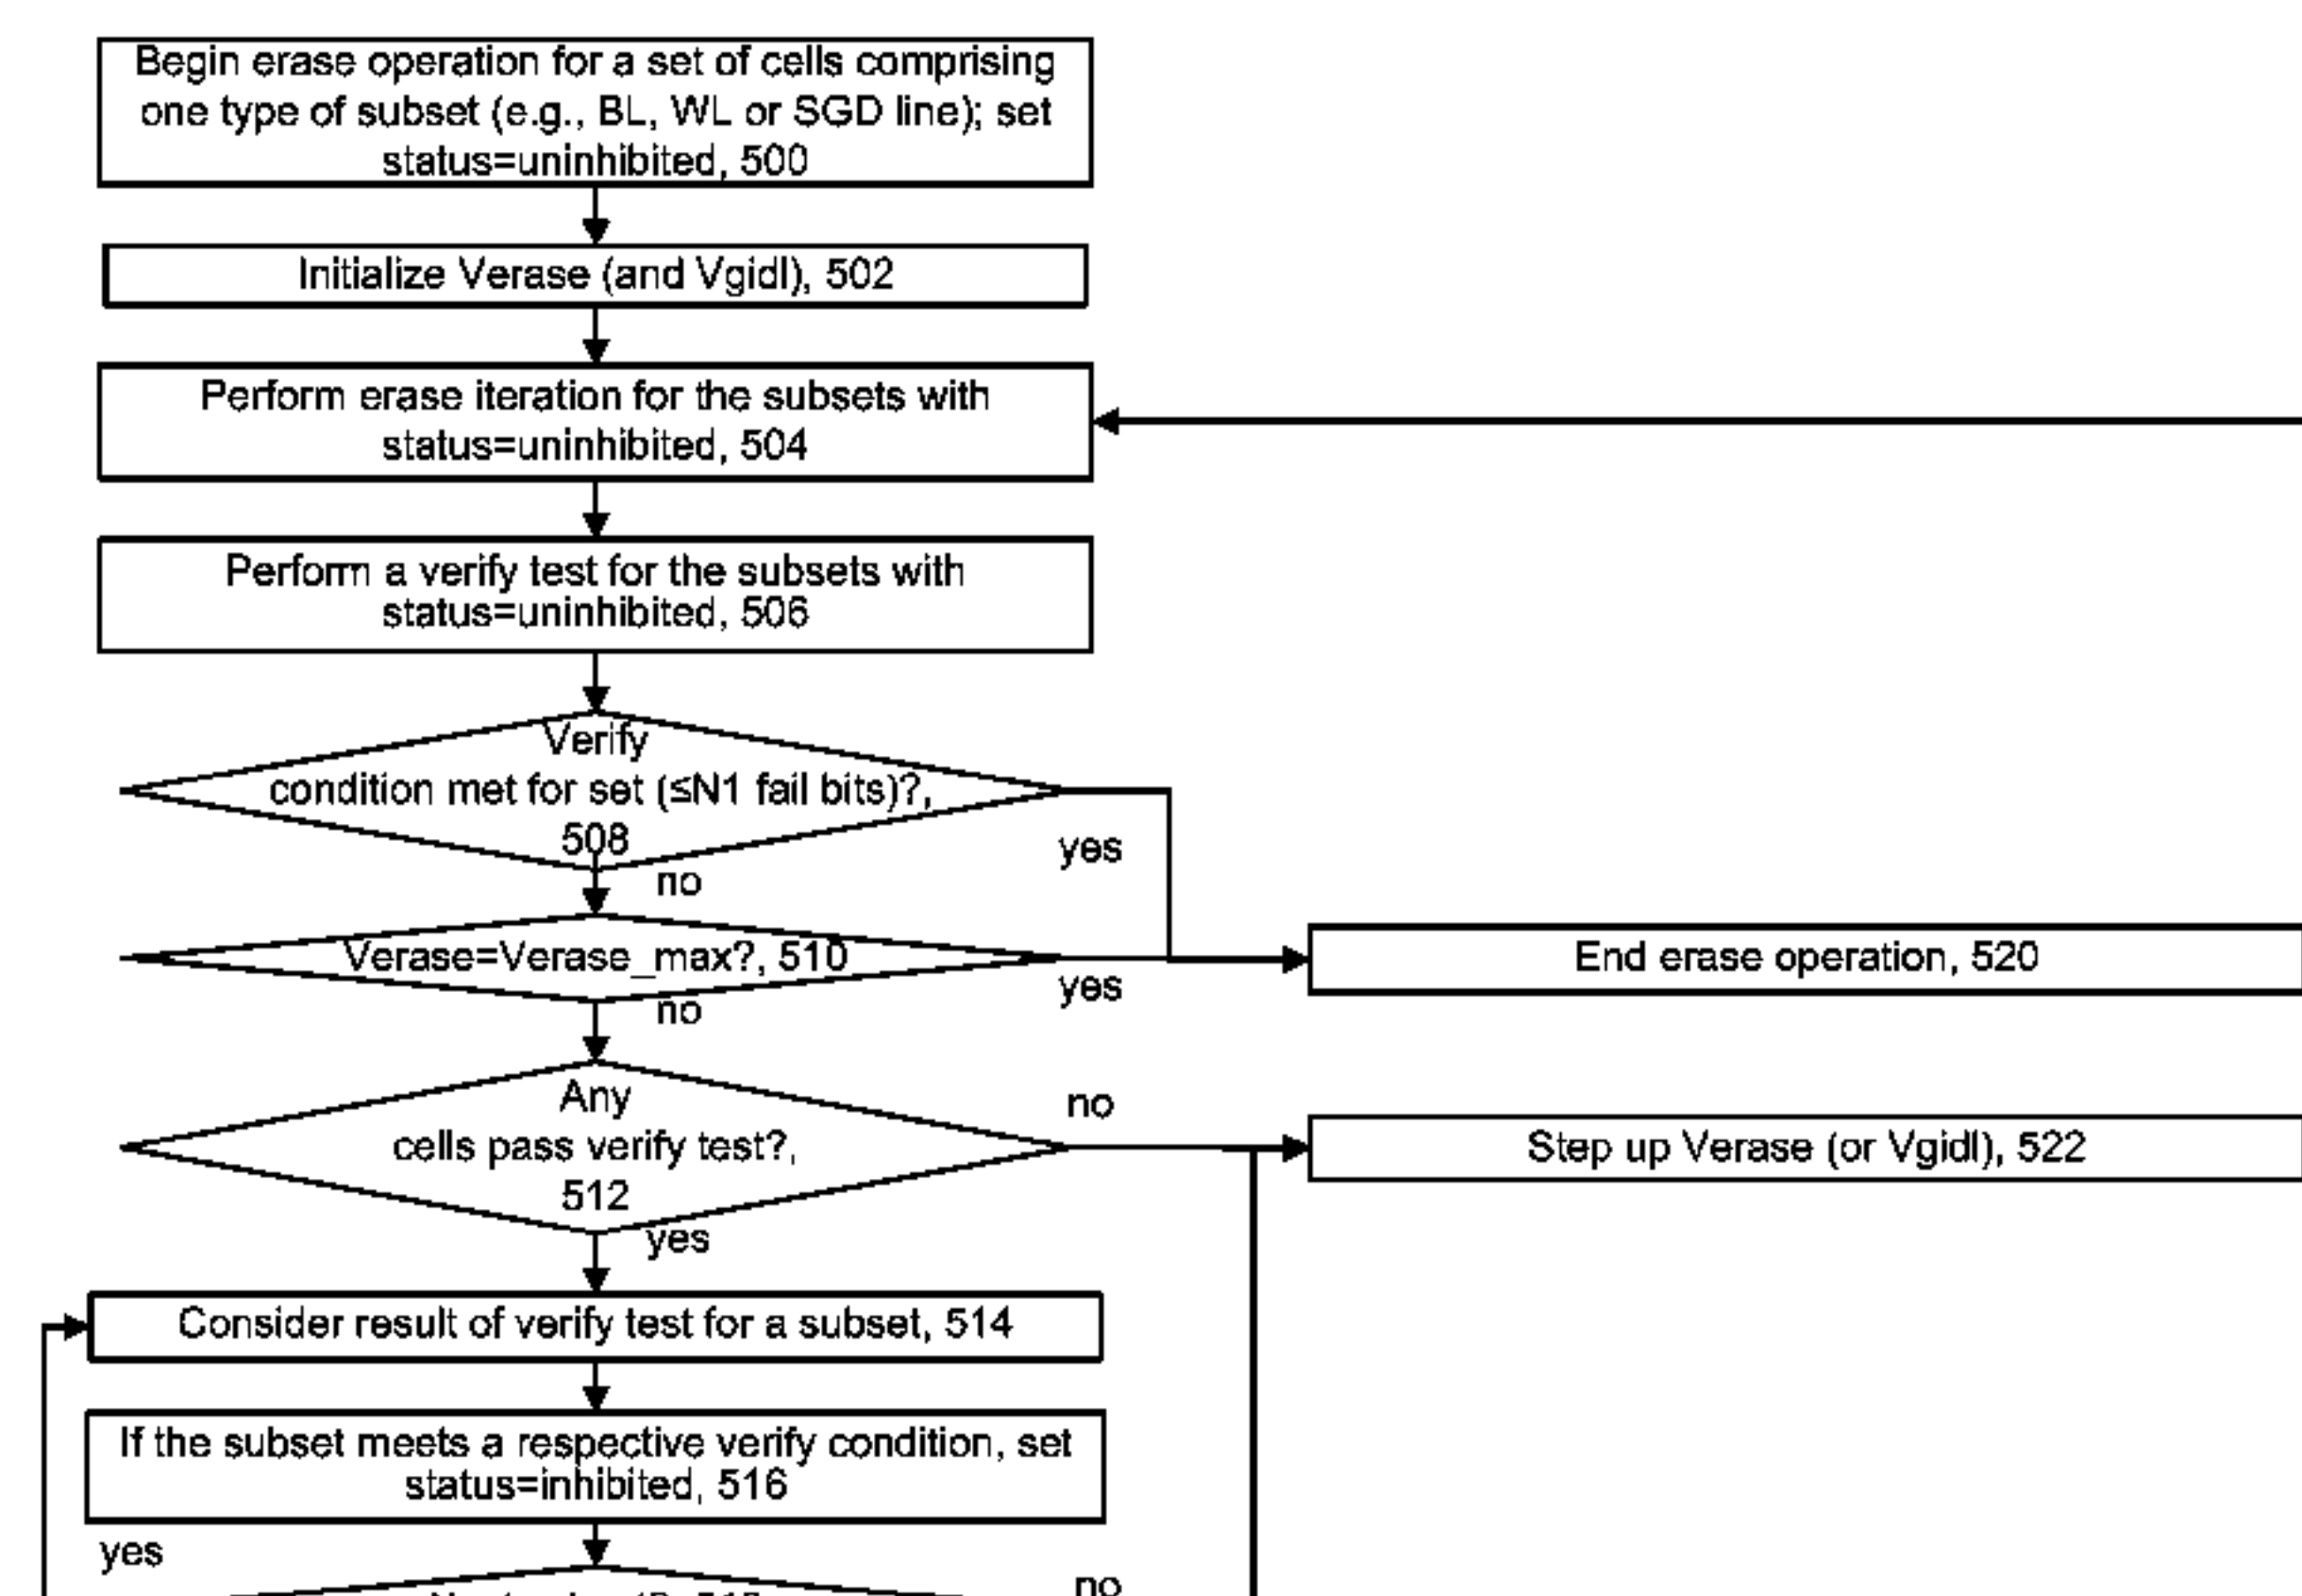 Begin erase operation for a set of cells comprising
one type of subset (e.g., BL, WL or SGD line); set
status=uninhibited, 500
Initialize Verase (and Vgidl), 502
Perform erase iteration for the subsets with
status=uninhibited, 504
Perform a verify test for the subsets with
status=uninhibited, 506
Verify
condition met for set (≤N1 fail bits)?,
508
yes
no
Verase=Verase_max?, 510
yes
no
End erase operation, 520
Any
cells pass verify test?,
512
no
yes
Step up Verase (or Vgidl), 522
Consider result of verify test for a subset, 514
If the subset meets a respective verify condition, set
status=inhibited, 516
yes
no